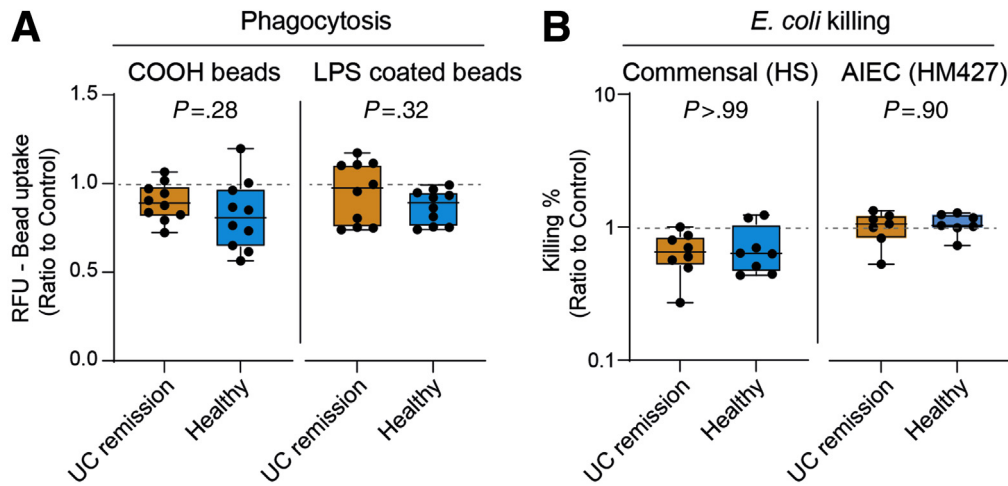 A
Phagocytosis
COOH beads
LPS coated beads
P=.28
P=.32
RFU - Bead uptake
(Ratio to Control)
1.5
1.0
0.5
0.0
UC remission
Healthy
UC remission
Healthy
B
E. coli killing
Commensal (HS)
AIEC (HM427)
P>.99
P=.90
Killing %
(Ratio to Control)
10
1
0.1
UC remission
Healthy
UC remission
Healthy